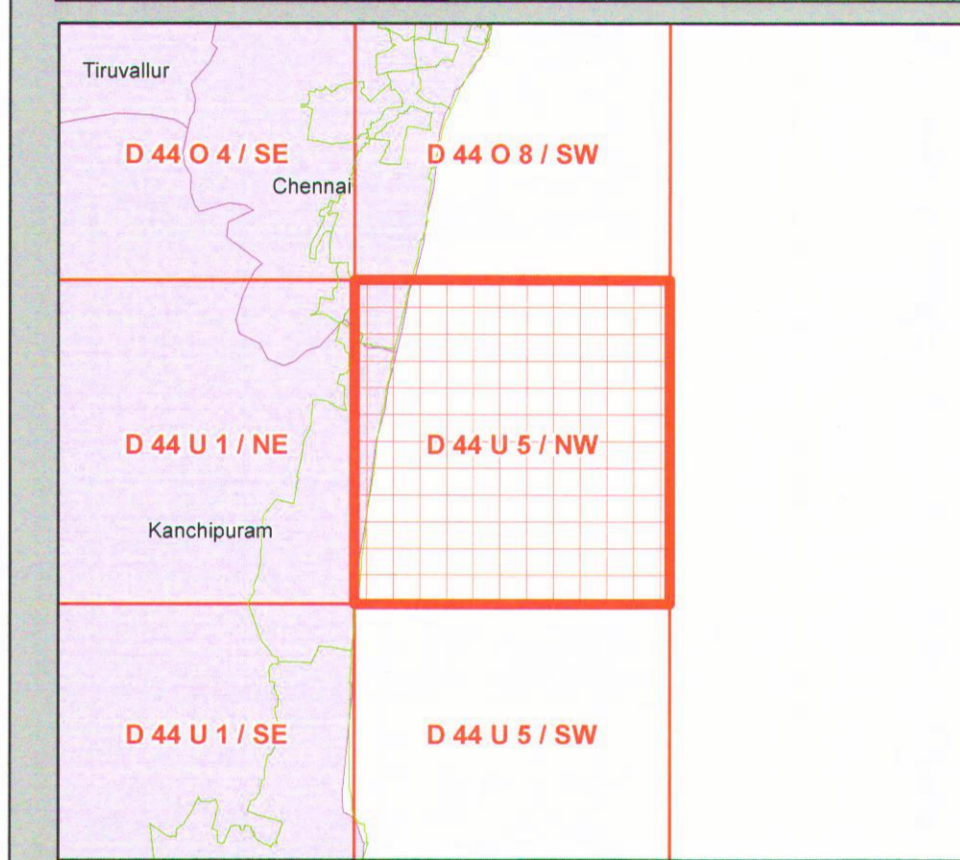 Tiruvallur
D 44 O 4 / SE
D 44 O 8 / SW
Chennai
D 44 U 1 / NE
D 44 U 5 / NW
Kanchipuram
D 44 U 1 / SE
D 44 U 5 / SW